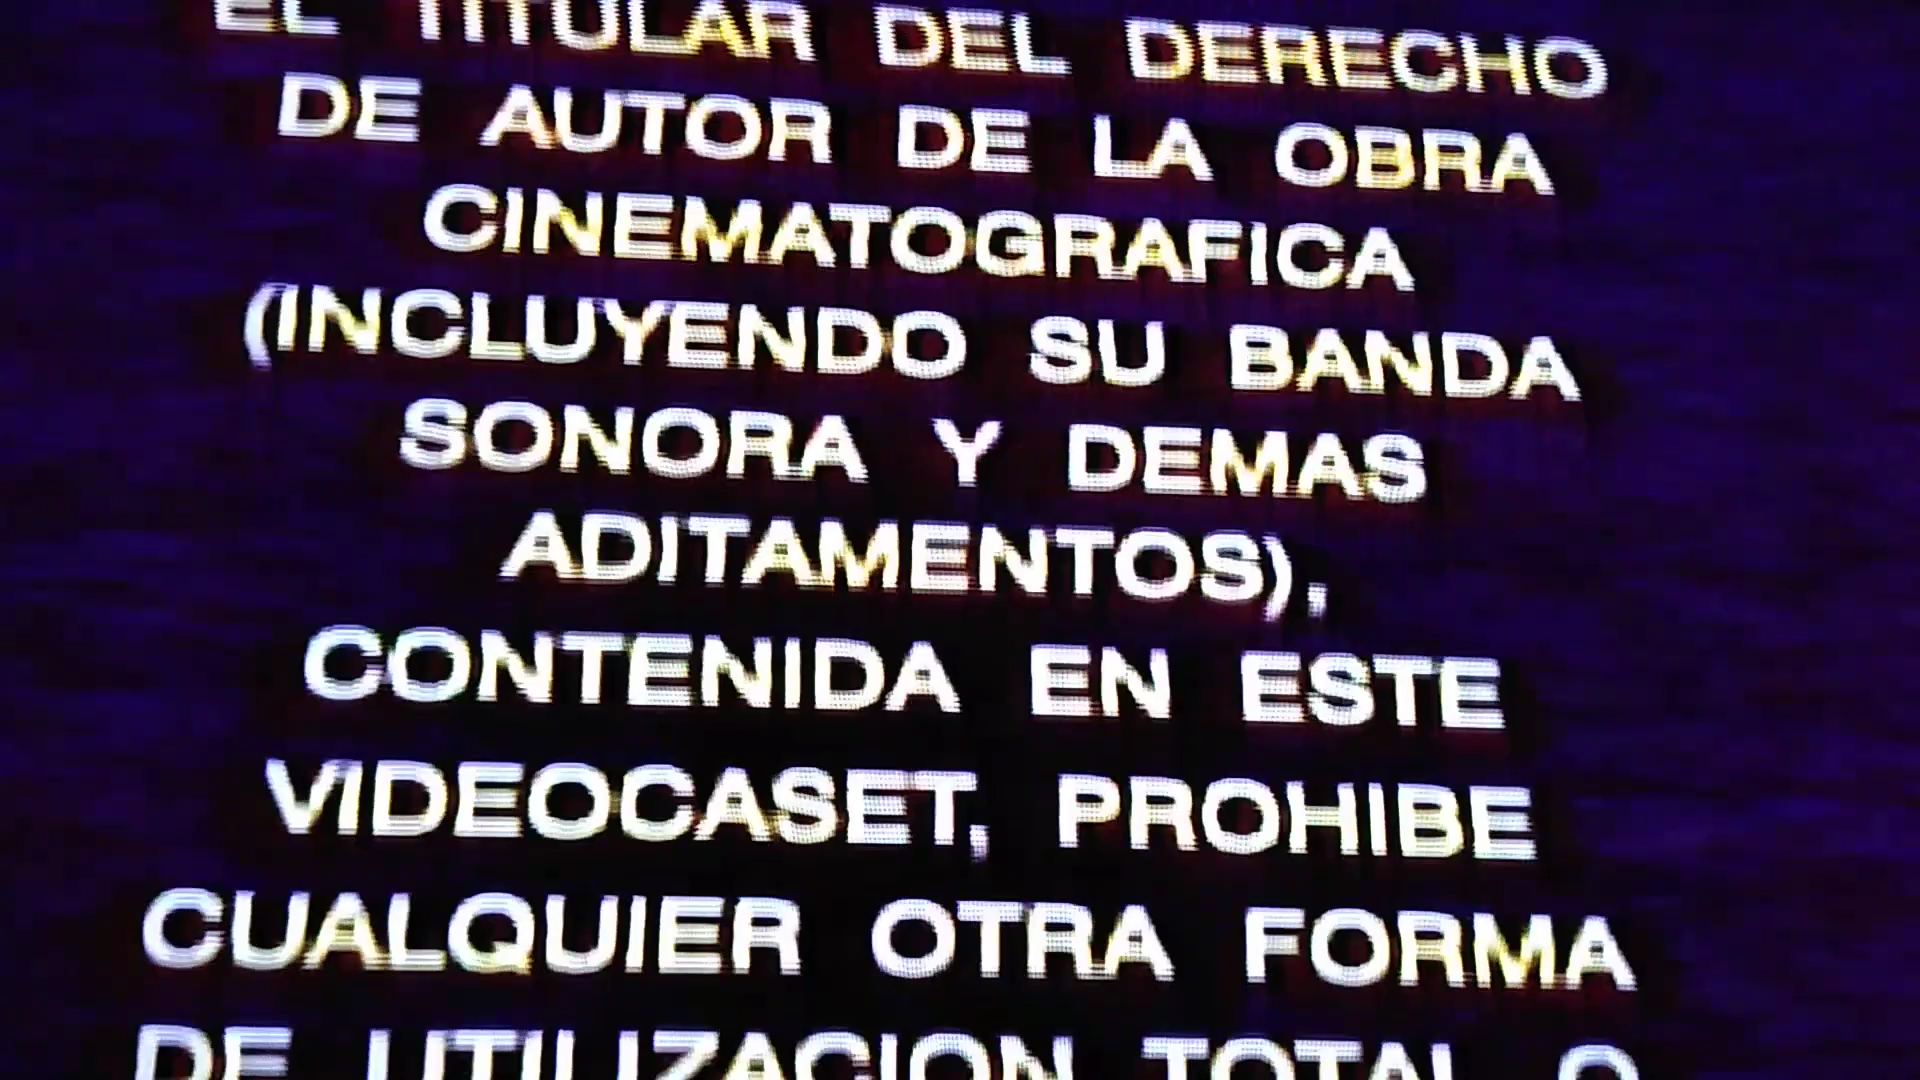 EL TITULAR DEL DERECHO
DE AUTOR DE LA OBRA
CINEMATOGRAFICA
(INCLUYENDO SU BANDA
SONORA Y DEMAS
ADITAMENTOS),
CONTENIDA EN ESTE
VIDEOCASET, PROHIBE
CUALQUIER OTRA FORMA
DE UTILIZACION TOTAL O